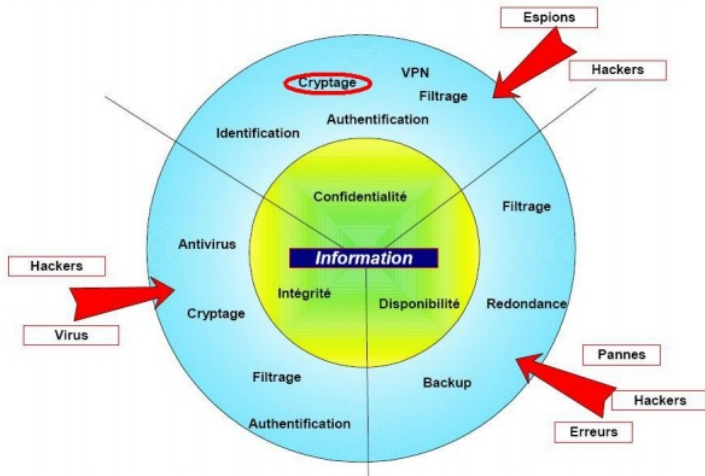 Espions
Hackers
VPN
Cryptage
Filtrage
Authentification
Identification
Confidentialité
Filtrage
Antivirus
Information
Hackers
Intégrité
Disponibilité
Redondance
Cryptage
Virus
Pannes
Filtrage
Backup
Hackers
Authentification
Erreurs